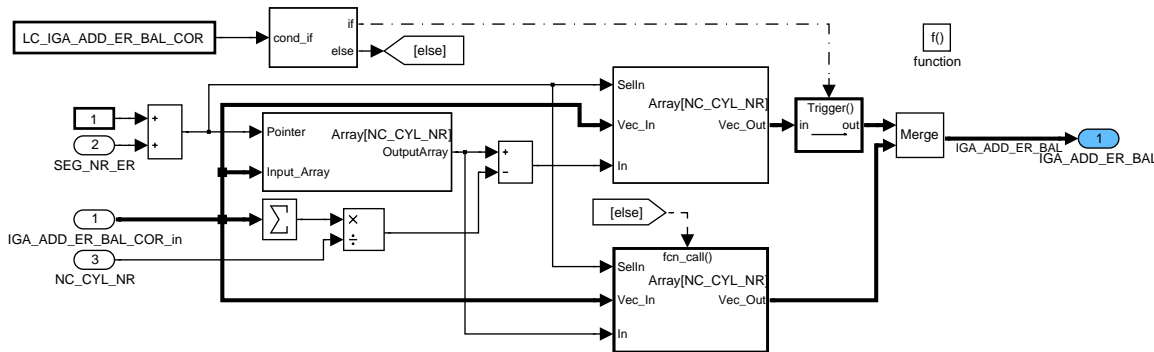 LC_IGA_ADD_ER_BAL_COR
cond_if
if
else
[else]
f()
function
1
2
SEG_NR_ER
+
+
Pointer
Array[NC_CYL_NR]
OutputArray
Input_Array
+
−
SelIn
Array[NC_CYL_NR]
Vec_In
Vec_Out
In
Trigger()
in
out
Merge
IGA_ADD_ER_BAL
1
IGA_ADD_ER_BAL
1
IGA_ADD_ER_BAL_COR_in
Σ
×
÷
3
NC_CYL_NR
[else]
fcn_call()
SelIn
Array[NC_CYL_NR]
Vec_In
Vec_Out
In